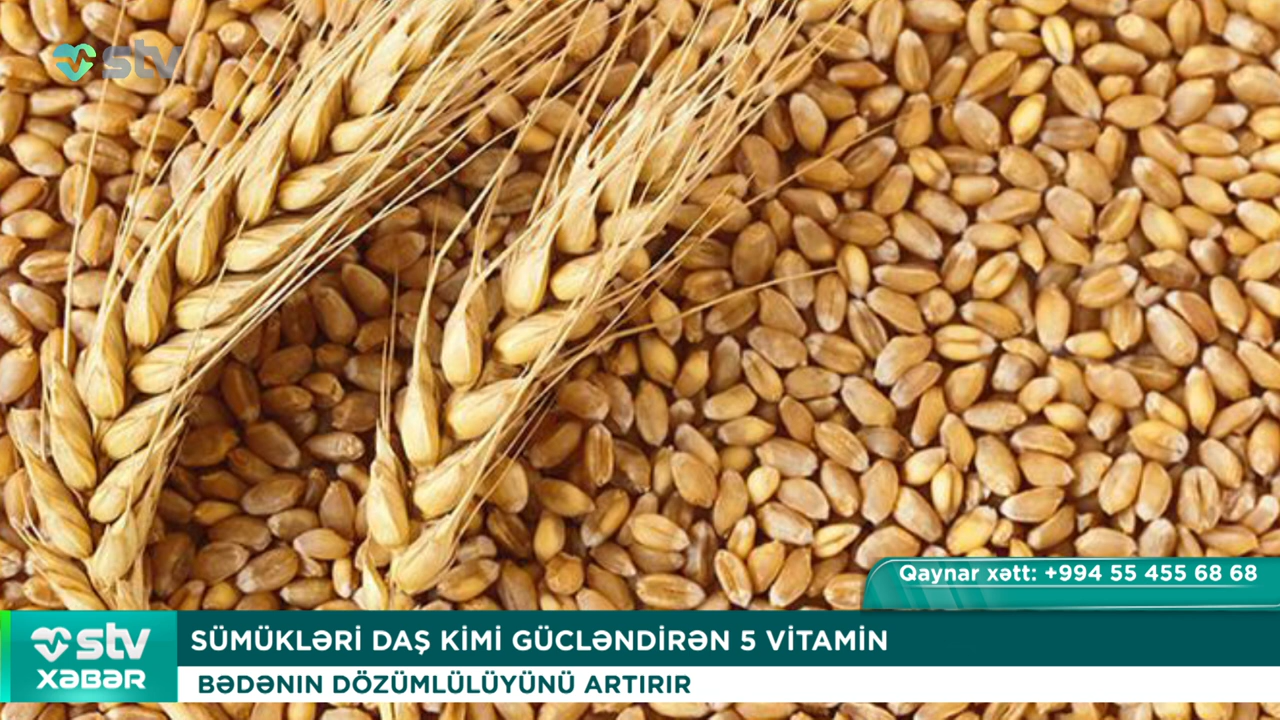 stv
Qaynar xətt: +994 55 455 68 68
stv
XƏBƏR
SÜMÜKLƏRİ DAŞ KİMİ GÜCLƏNDİRƏN 5 VİTAMİN
BƏDƏNIN DÖZÜMLÜLÜYÜNÜ ARTIRIR